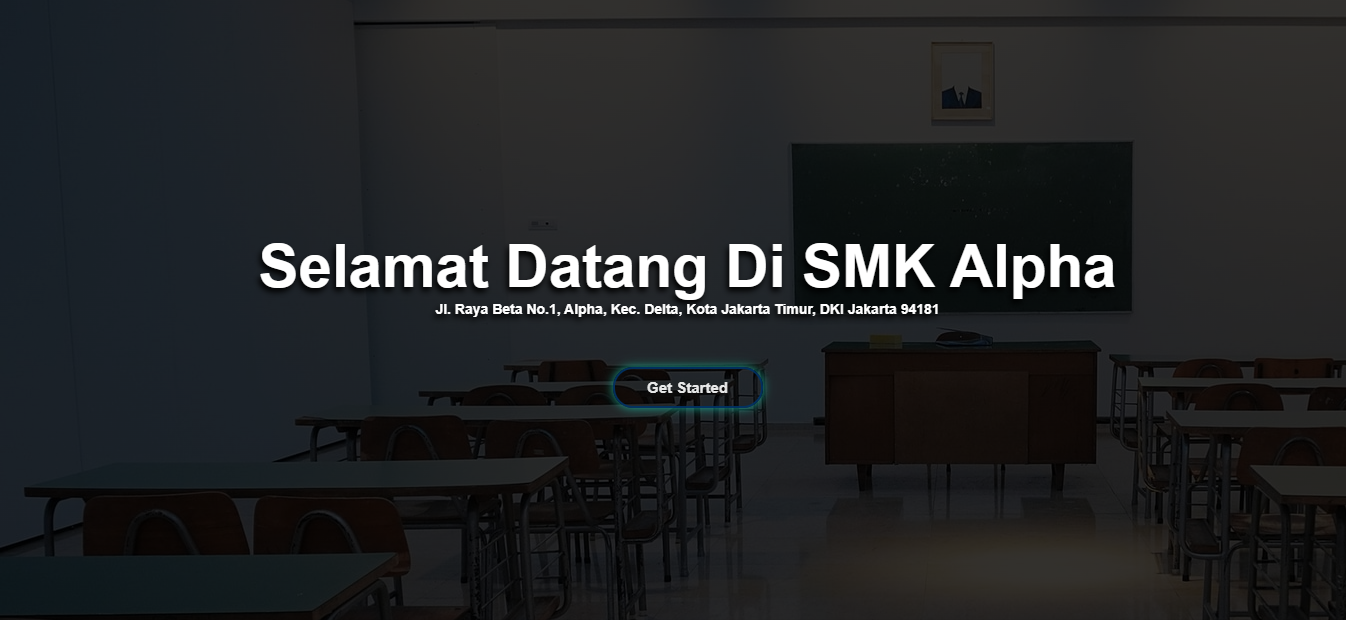 Selamat Datang Di SMK Alpha
Jl. Raya Beta No.1, Alpha, Kec. Delta, Kota Jakarta Timur, DKI Jakarta 94181
Get Started